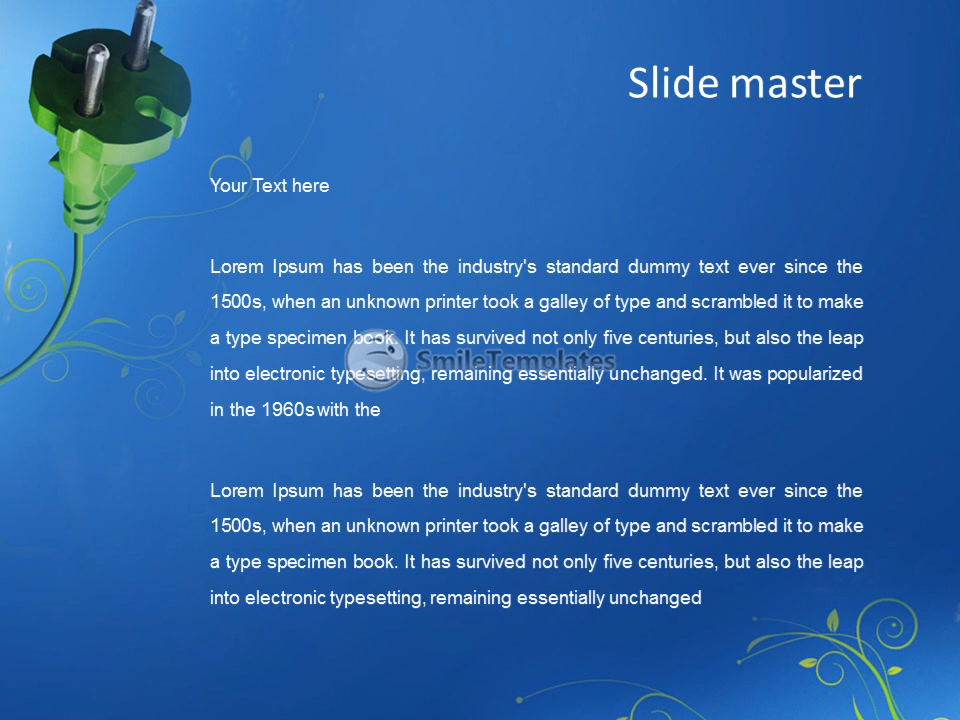 Slide master
Your Text here
Lorem Ipsum has been the industry's standard dummy text ever since the
1500s, when an unknown printer took a galley of type and scrambled it to make
a type specimen book. It has survived not only five centuries, but also the leap
SmileTemplates
into electronic typesetting, remaining essentially unchanged. It was popularized
in the 1960s with the
Lorem Ipsum has been the industry's standard dummy text ever since the
1500s, when an unknown printer took a galley of type and scrambled it to make
a type specimen book. It has survived not only five centuries, but also the leap
into electronic typesetting, remaining essentially unchanged